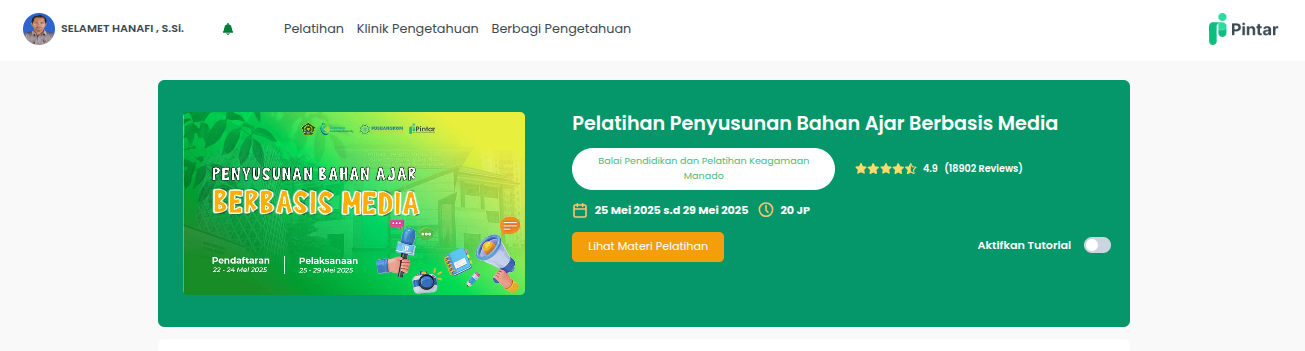 SELAMET HANAFI , S.Si.
Pelatihan Klinik Pengetahuan Berbagi Pengetahuan
Pintar
Pintar
PENYUSUNAN BAHAN AJAR
BERBASIS MEDIA
Pendaftaran
22 - 24 Mei 2025
Pelaksanaan
25 - 29 Mei 2025
Pelatihan Penyusunan Bahan Ajar Berbasis Media
Balai Pendidikan dan Pelatihan Keagamaan
Manado
4.9 (18902 Reviews)
25 Mei 2025 s.d 29 Mei 2025 20 JP
Lihat Materi Pelatihan
Aktifkan Tutorial